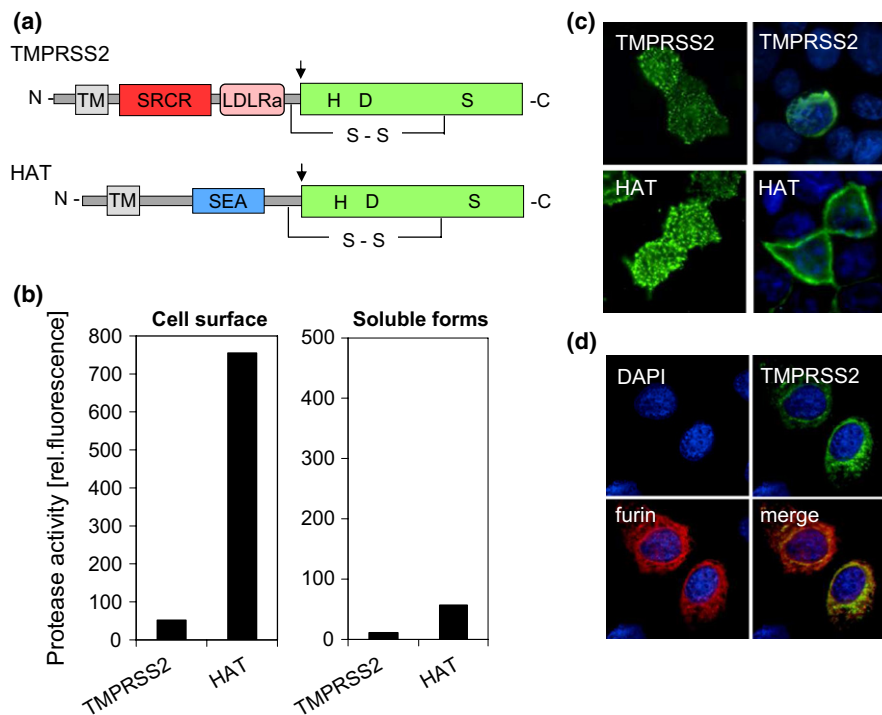 (a)
TMPRSS2
N - TM SRCR LDLRa H D S -C
S - S
HAT
N - TM SEA H D S -C
S - S
(b)
Protease activity [rel.fluorescence]
Cell surface
800
700
600
500
400
300
200
100
0
TMPRSS2 HAT
Soluble forms
500
400
300
200
100
0
TMPRSS2 HAT
(c)
TMPRSS2 TMPRSS2
HAT HAT
(d)
DAPI TMPRSS2
furin merge